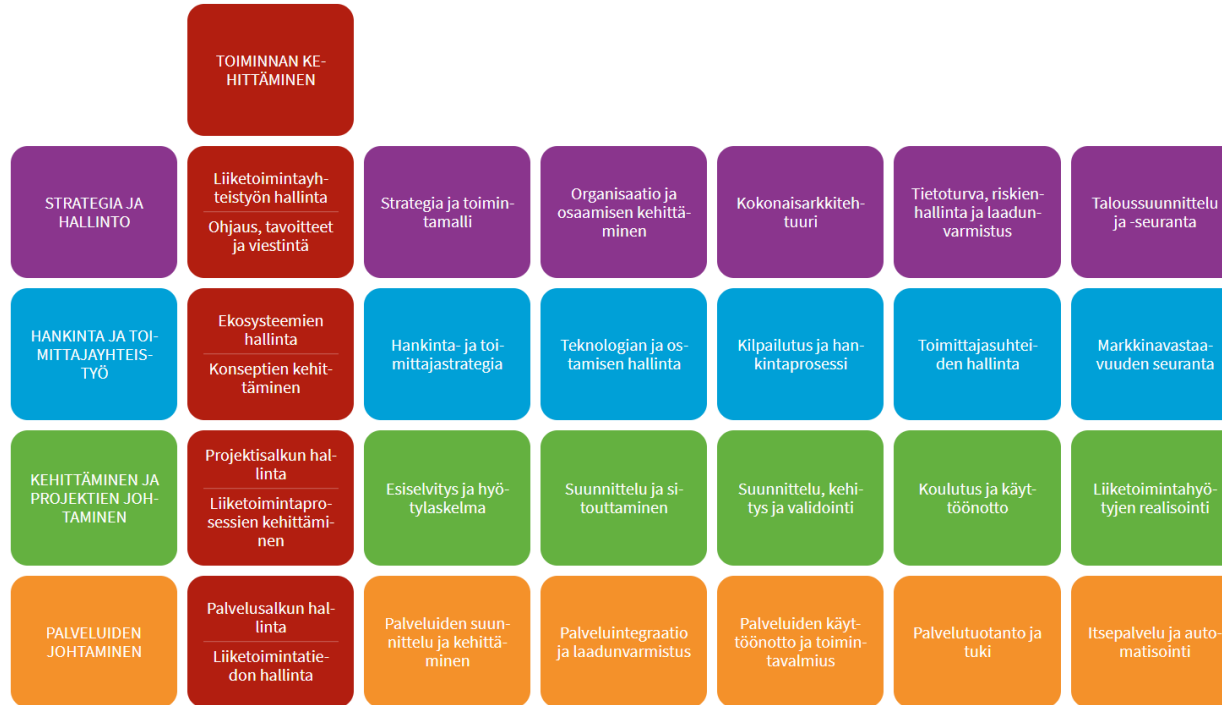 TOIMINNAN KE-
HITTÄMINEN
STRATEGIA JA
HALLINTO
Liiketoimintayh-
teistyön hallinta
Ohjaus, tavoitteet
ja viestintä
Strategia ja toimin-
tamalli
Organisaatio ja
osaamisen kehittä-
minen
Kokonaisarkkiteh-
tuuri
Tietoturva, riskien-
hallinta ja laadun-
varmistus
Taloussuunnittelu
ja -seuranta
HANKINTA JA TOI-
MITTAJAYHTEIS-
TYÖ
Ekosysteemien
hallinta
Konseptien kehit-
täminen
Hankinta- ja toi-
mittajastrategia
Teknologian ja os-
tamisen hallinta
Kilpailutus ja han-
kintaprosessi
Toimittajasuhtei-
den hallinta
Markkinavastaa-
vuuden seuranta
KEHITTÄMINEN JA
PROJEKTIEN JOH-
TAMINEN
Projektisalkun hal-
linta
Liiketoimintapro-
sessien kehittämi-
nen
Esiselvitys ja hyö-
tylaskelma
Suunnittelu ja si-
touttaminen
Suunnittelu, kehi-
tys ja validointi
Koulutus ja käyt-
töönotto
Liiketoimintahyö-
tyjen realisointi
PALVELUIDEN
JOHTAMINEN
Palvelusalkun hal-
linta
Liiketoimintatie-
don hallinta
Palveluiden suun-
nittelu ja kehittä-
minen
Palveluintegraatio
ja laadunvarmistus
Palveluiden käyt-
töönotto ja toimin-
tavalmius
Palvelutuotanto ja
tuki
Itsepalvelu ja auto-
matisointi